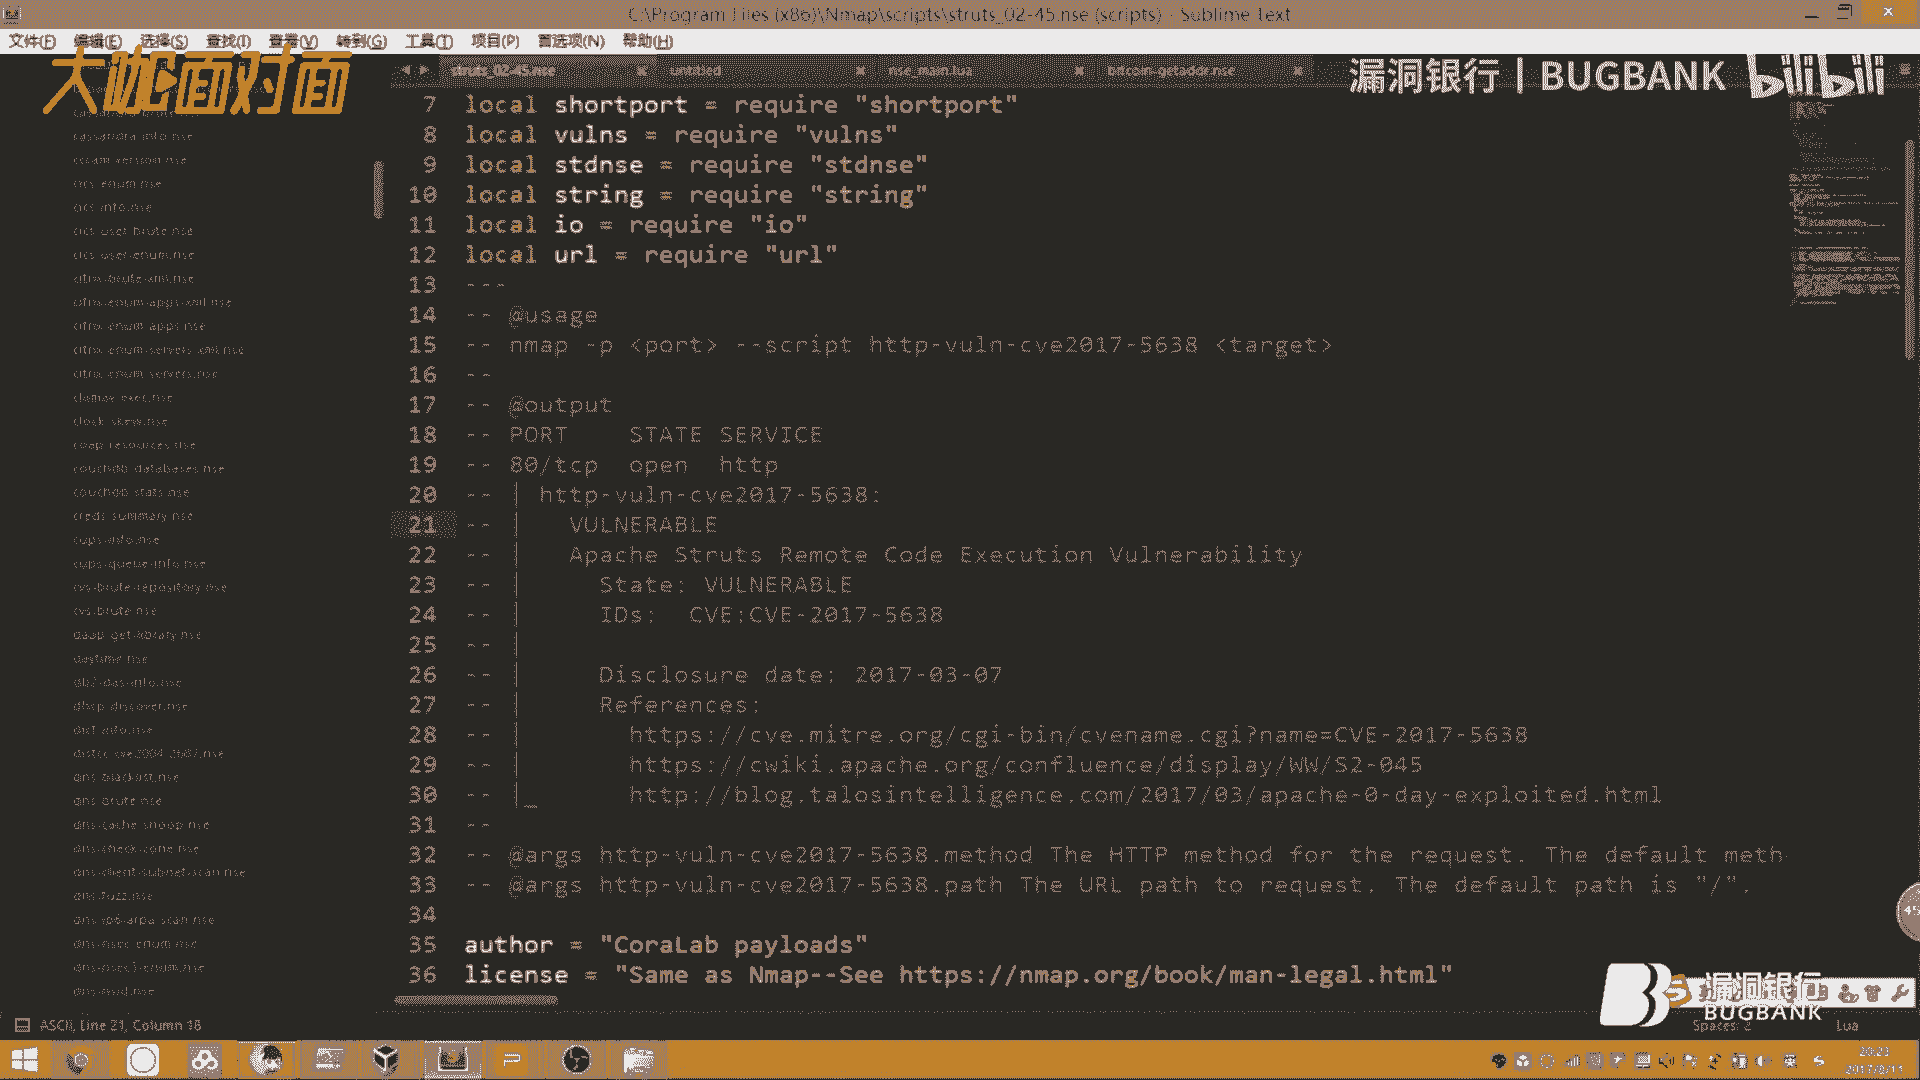 C:\Program Files (x86)\Nmap\scripts\struts_02-45.nse (scripts) - Sublime Text
文件(F) 编辑(E) 选择(S) 查找(I) 查看(V) 转到(G) 工具(T) 项目(P) 首选项(N) 帮助(H)
大咖面对面
漏洞银行 | BUGBANK bilibili
struts_02-45.nse untitled nse_main.lua bitcoin-getaddr.nse
cassandra-info.nse
cics-enum.nse
cics-info.nse
cics-user-brute.nse
cics-user-enum.nse
citrix-brute-xml.nse
citrix-enum-apps-xml.nse
citrix-enum-apps.nse
citrix-enum-servers-xml.nse
citrix-enum-servers.nse
clamav-exec.nse
clock-skew.nse
coap-resources.nse
couchdb-databases.nse
couchdb-stats.nse
creds-summary.nse
cups-info.nse
cups-queue-info.nse
cvs-brute-repository.nse
cvs-brute.nse
daap-get-library.nse
daytime.nse
db2-das-info.nse
dhcp-discover.nse
dict-info.nse
distcc-cve2004-2687.nse
dns-blacklist.nse
dns-brute.nse
dns-cache-snoop.nse
dns-check-zone.nse
dns-client-subnet-scan.nse
dns-fuzz.nse
dns-ip6-arpa-scan.nse
dns-nsec-enum.nse
dns-nsec3-enum.nse
dns-nsid.nse
7 local shortport = require "shortport"
8 local vulns = require "vulns"
9 local stdnse = require "stdnse"
10 local string = require "string"
11 local io = require "io"
12 local url = require "url"
13 ---
14 -- @usage
15 -- nmap -p <port> --script http-vuln-cve2017-5638 <target>
16 --
17 -- @output
18 -- PORT    STATE SERVICE
19 -- 80/tcp  open  http
20 -- | http-vuln-cve2017-5638:
21 -- |   VULNERABLE
22 -- |   Apache Struts Remote Code Execution Vulnerability
23 -- |     State: VULNERABLE
24 -- |     IDs:  CVE:CVE-2017-5638
25 -- |
26 -- |     Disclosure date: 2017-03-07
27 -- |     References:
28 -- |       https://cve.mitre.org/cgi-bin/cvename.cgi?name=CVE-2017-5638
29 -- |       https://cwiki.apache.org/confluence/display/WW/S2-045
30 -- |_      http://blog.talosintelligence.com/2017/03/apache-0-day-exploited.html
31 --
32 -- @args http-vuln-cve2017-5638.method The HTTP method for the request. The default meth
33 -- @args http-vuln-cve2017-5638.path The URL path to request. The default path is "/".
34
35 author = "CoraLab payloads"
36 license = "Same as Nmap--See https://nmap.org/book/man-legal.html"
漏洞银行
BUGBANK
ASCII, Line 21, Column 18 Spaces: 2 Lua
20:23
2017/8/11